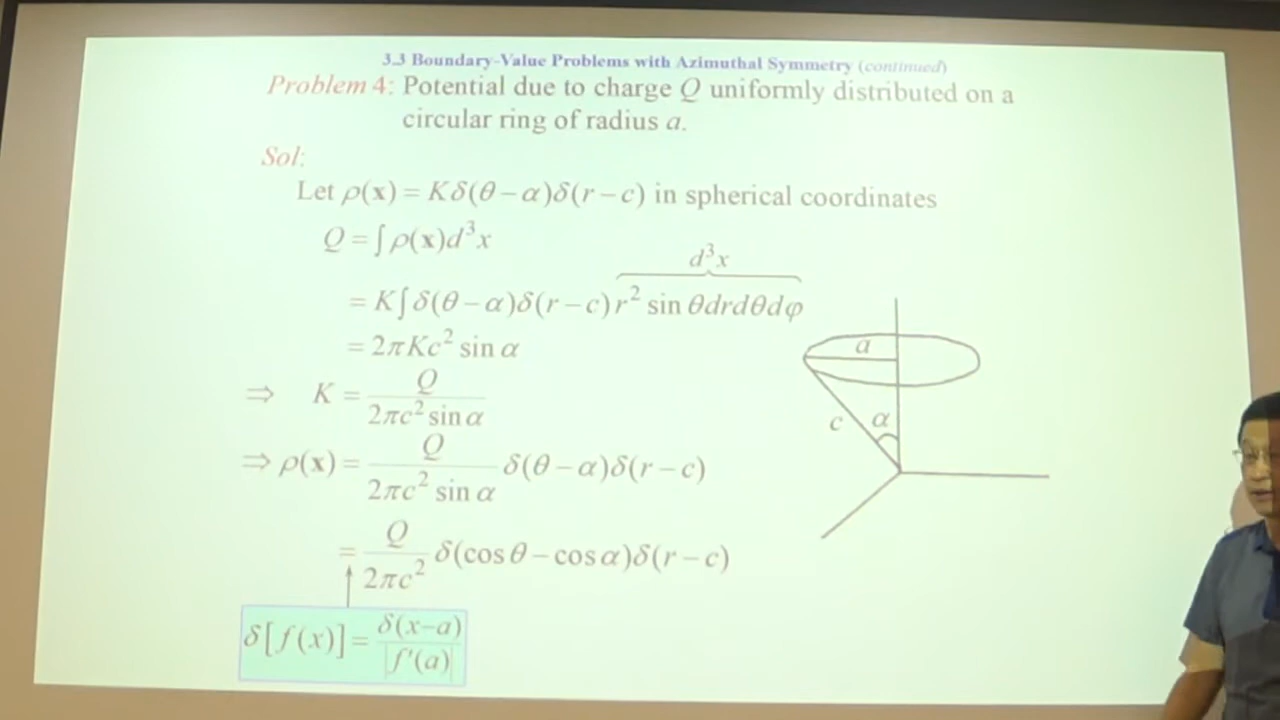 3.3 Boundary-Value Problems with Azimuthal Symmetry (continued)
Problem 4: Potential due to charge Q uniformly distributed on a
circular ring of radius a.
Sol:
Let ρ(x) = Kδ(θ − α)δ(r − c) in spherical coordinates
Q = ∫ρ(x)d³x
d³x
= K∫δ(θ − α)δ(r − c)r² sin θdrdθdφ
= 2πKc² sin α
⇒ K = Q / 2πc² sin α
⇒ ρ(x) = Q / 2πc² sin α δ(θ − α)δ(r − c)
= Q / 2πc² δ(cos θ − cos α)δ(r − c)
δ[f(x)] = δ(x−a) / |f′(a)|
a
c
α